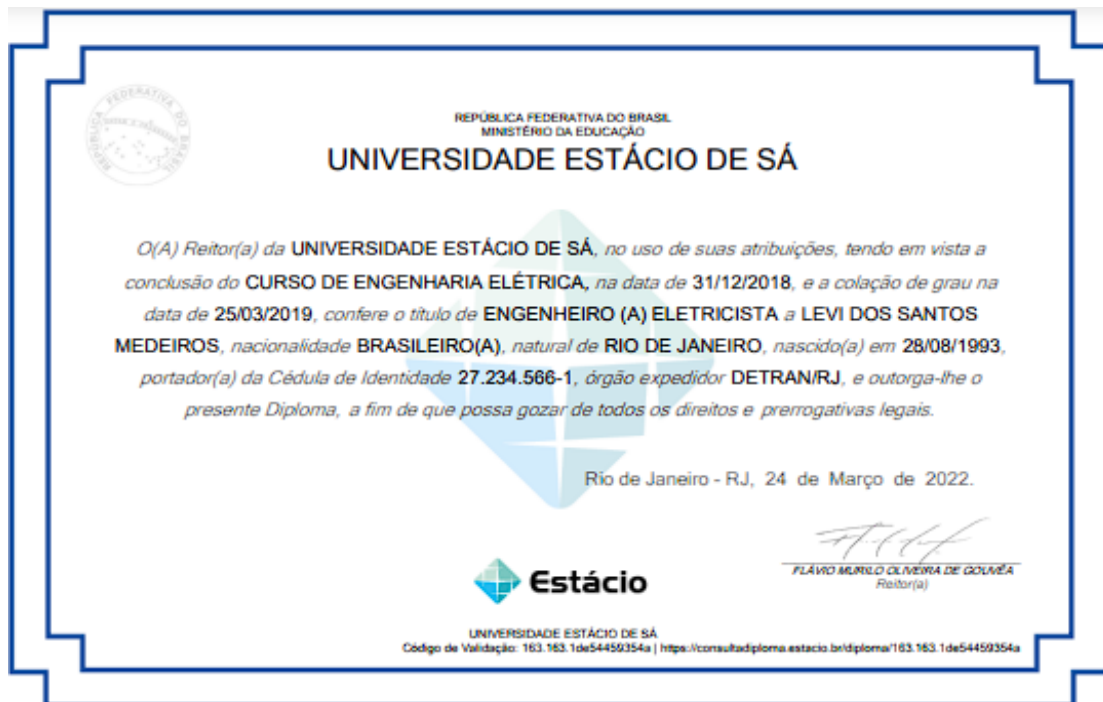 REPÚBLICA FEDERATIVA DO BRASIL
REPÚBLICA FEDERATIVA DO BRASIL
MINISTÉRIO DA EDUCAÇÃO
UNIVERSIDADE ESTÁCIO DE SÁ
O(A) Reitor(a) da UNIVERSIDADE ESTÁCIO DE SÁ, no uso de suas atribuições, tendo em vista a
conclusão do CURSO DE ENGENHARIA ELÉTRICA, na data de 31/12/2018, e a colação de grau na
data de 25/03/2019, confere o título de ENGENHEIRO (A) ELETRICISTA a LEVI DOS SANTOS
MEDEIROS, nacionalidade BRASILEIRO(A), natural de RIO DE JANEIRO, nascido(a) em 28/08/1993,
portador(a) da Cédula de Identidade 27.234.566-1, órgão expedidor DETRAN/RJ, e outorga-lhe o
presente Diploma, a fim de que possa gozar de todos os direitos e prerrogativas legais.
Rio de Janeiro - RJ, 24 de Março de 2022.
FLÁVIO MURILO OLIVEIRA DE GOUVÊA
Reitor(a)
Estácio
UNIVERSIDADE ESTÁCIO DE SÁ
Código de Validação: 163.163.1de54459354a | https://consultadiploma.estacio.br/diploma/163.163.1de54459354a